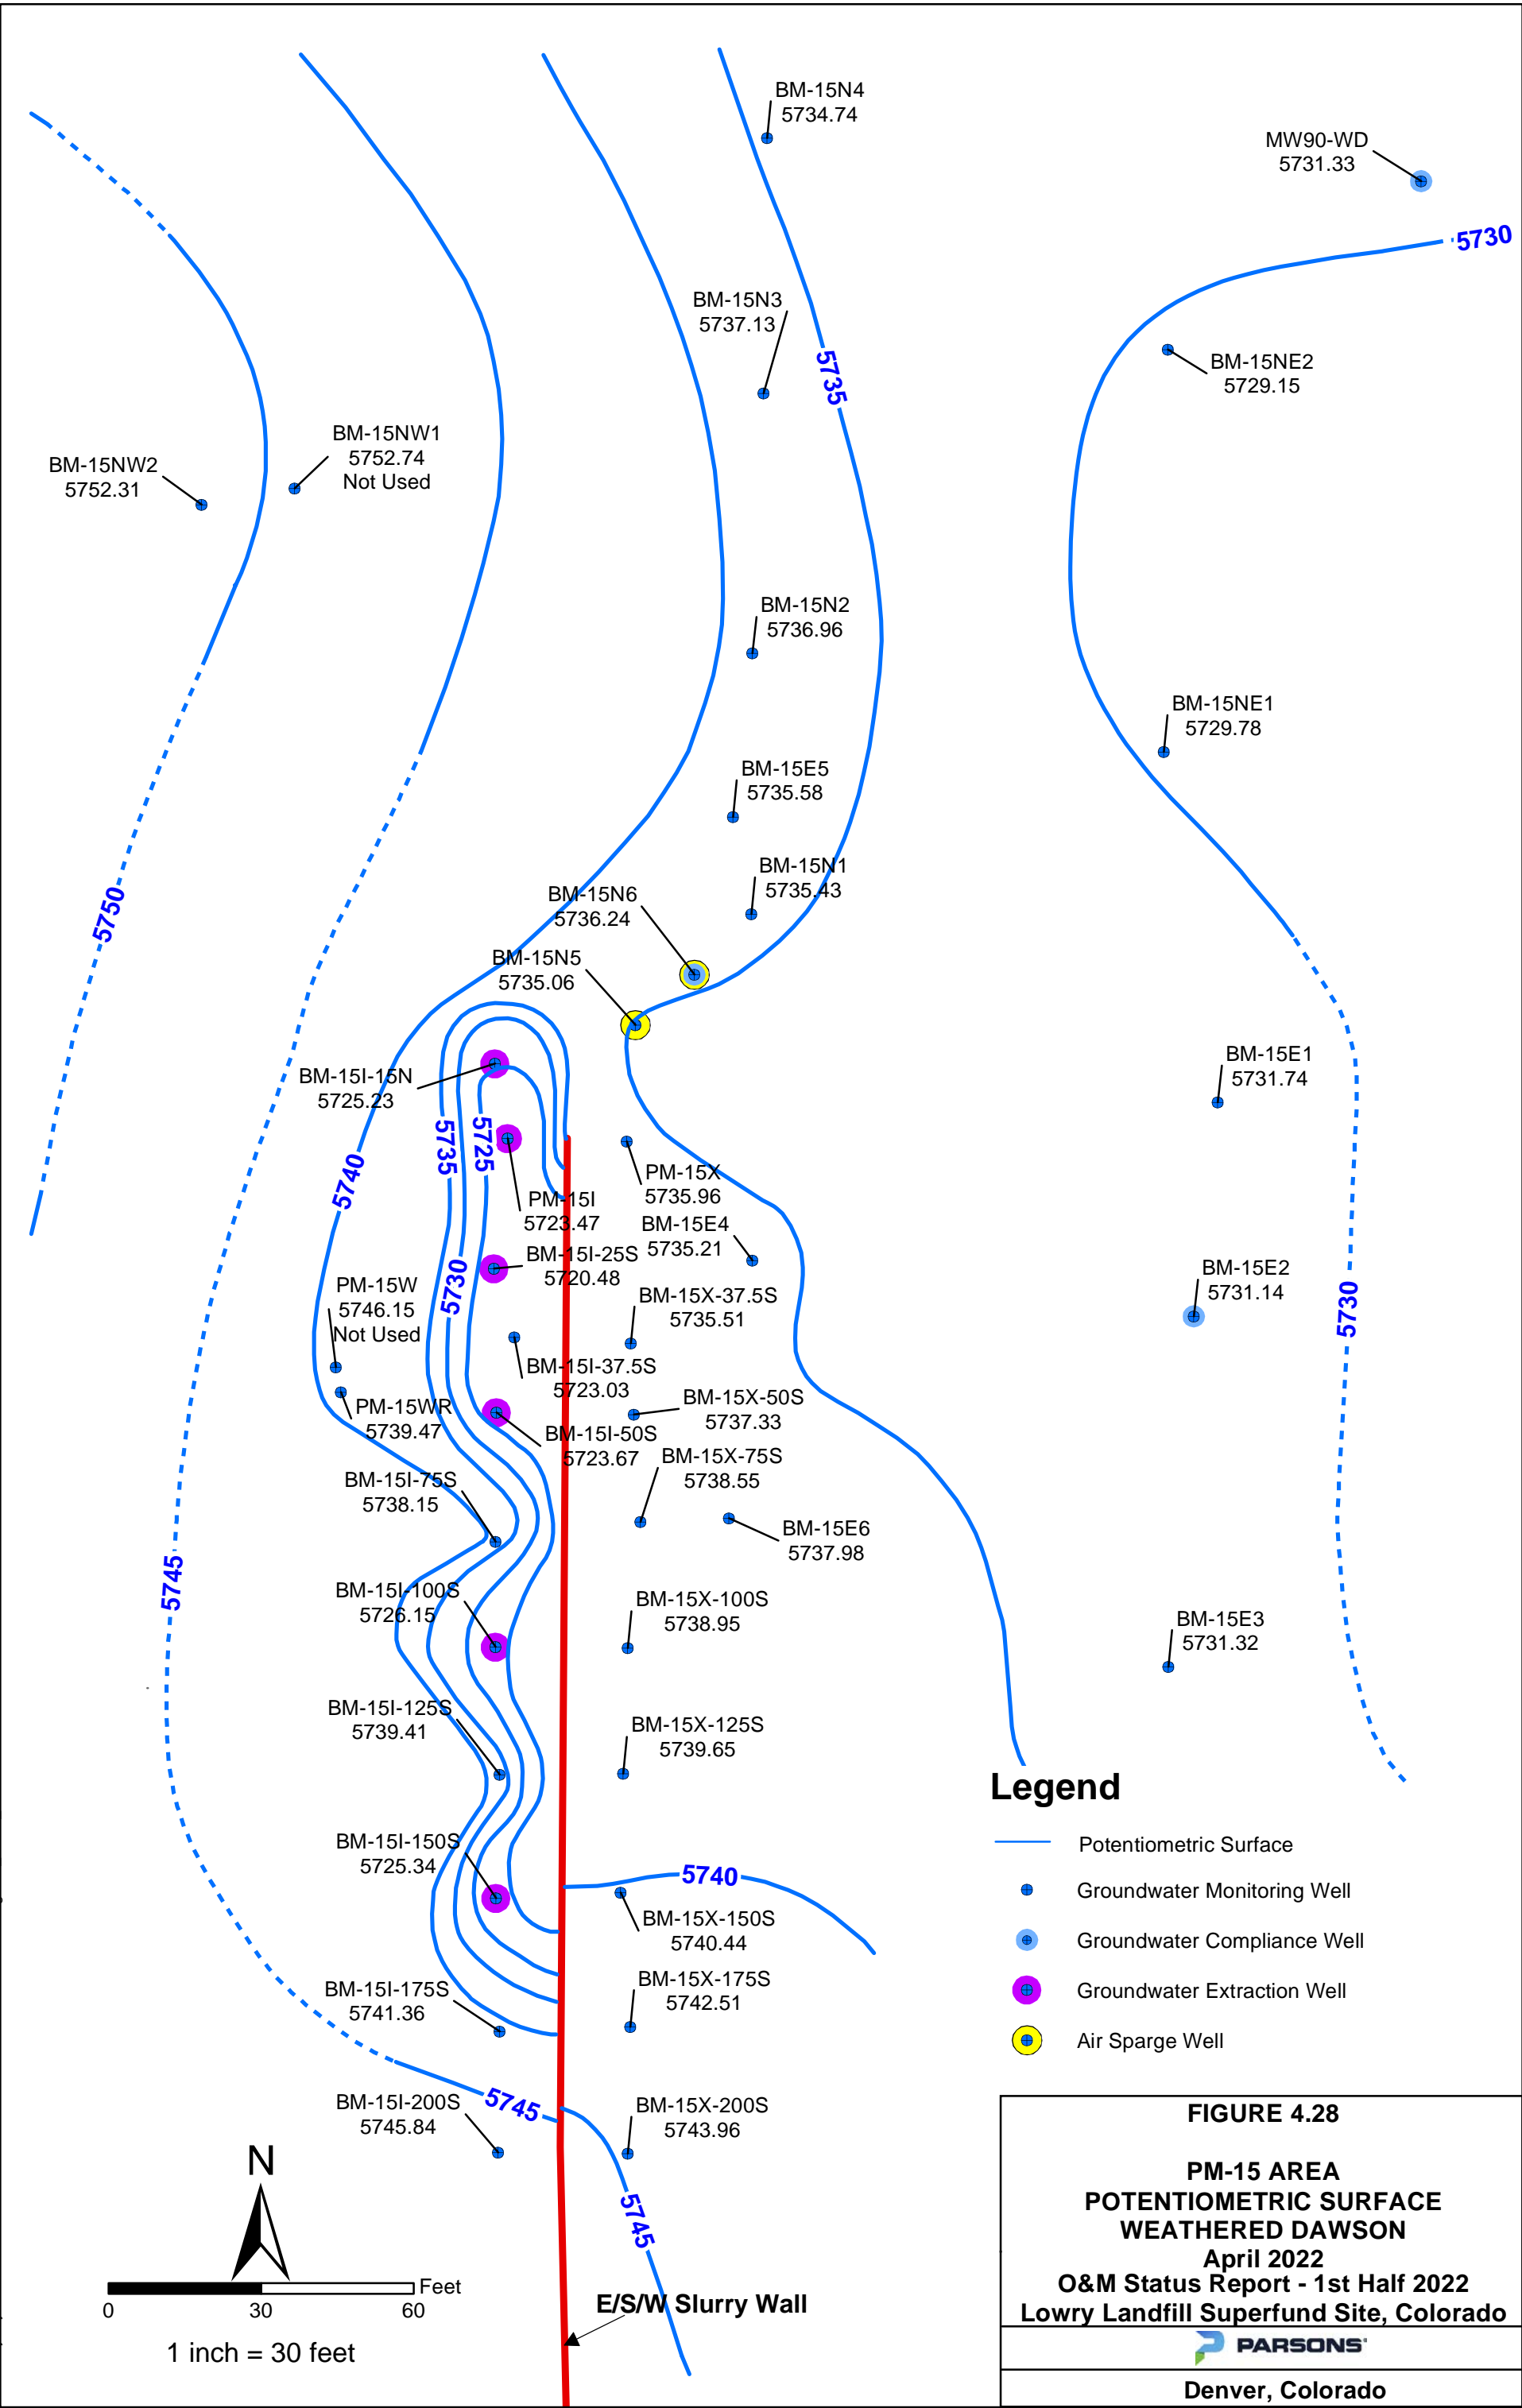 BM-15N4
5734.74
MW90-WD
5731.33
5730
BM-15N3
5737.13
5735
BM-15NE2
5729.15
BM-15NW1
5752.74
Not Used
BM-15NW2
5752.31
BM-15N2
5736.96
BM-15NE1
5729.78
BM-15E5
5735.58
BM-15N1
5735.43
BM-15N6
5736.24
5750
BM-15N5
5735.06
BM-15I-15N
5725.23
BM-15E1
5731.74
5735
5725
5740
PM-15X
5735.96
PM-15I
5723.47
BM-15E4
5735.21
BM-15I-25S
5720.48
5730
PM-15W
5746.15
Not Used
BM-15X-37.5S
5735.51
BM-15E2
5731.14
5730
BM-15I-37.5S
5723.03
PM-15WR
5739.47
BM-15X-50S
5737.33
BM-15I-50S
5723.67
BM-15X-75S
5738.55
BM-15I-75S
5738.15
BM-15E6
5737.98
5745
BM-15I-100S
5726.15
BM-15X-100S
5738.95
BM-15E3
5731.32
BM-15I-125S
5739.41
BM-15X-125S
5739.65
Legend
Potentiometric Surface
Groundwater Monitoring Well
Groundwater Compliance Well
Groundwater Extraction Well
Air Sparge Well
BM-15I-150S
5725.34
5740
BM-15X-150S
5740.44
BM-15I-175S
5741.36
BM-15X-175S
5742.51
BM-15I-200S
5745.84
5745
BM-15X-200S
5743.96
5745
N
Feet
0 30 60
1 inch = 30 feet
E/S/W Slurry Wall
FIGURE 4.28
PM-15 AREA
POTENTIOMETRIC SURFACE
WEATHERED DAWSON
April 2022
O&M Status Report - 1st Half 2022
Lowry Landfill Superfund Site, Colorado
PARSONS
Denver, Colorado